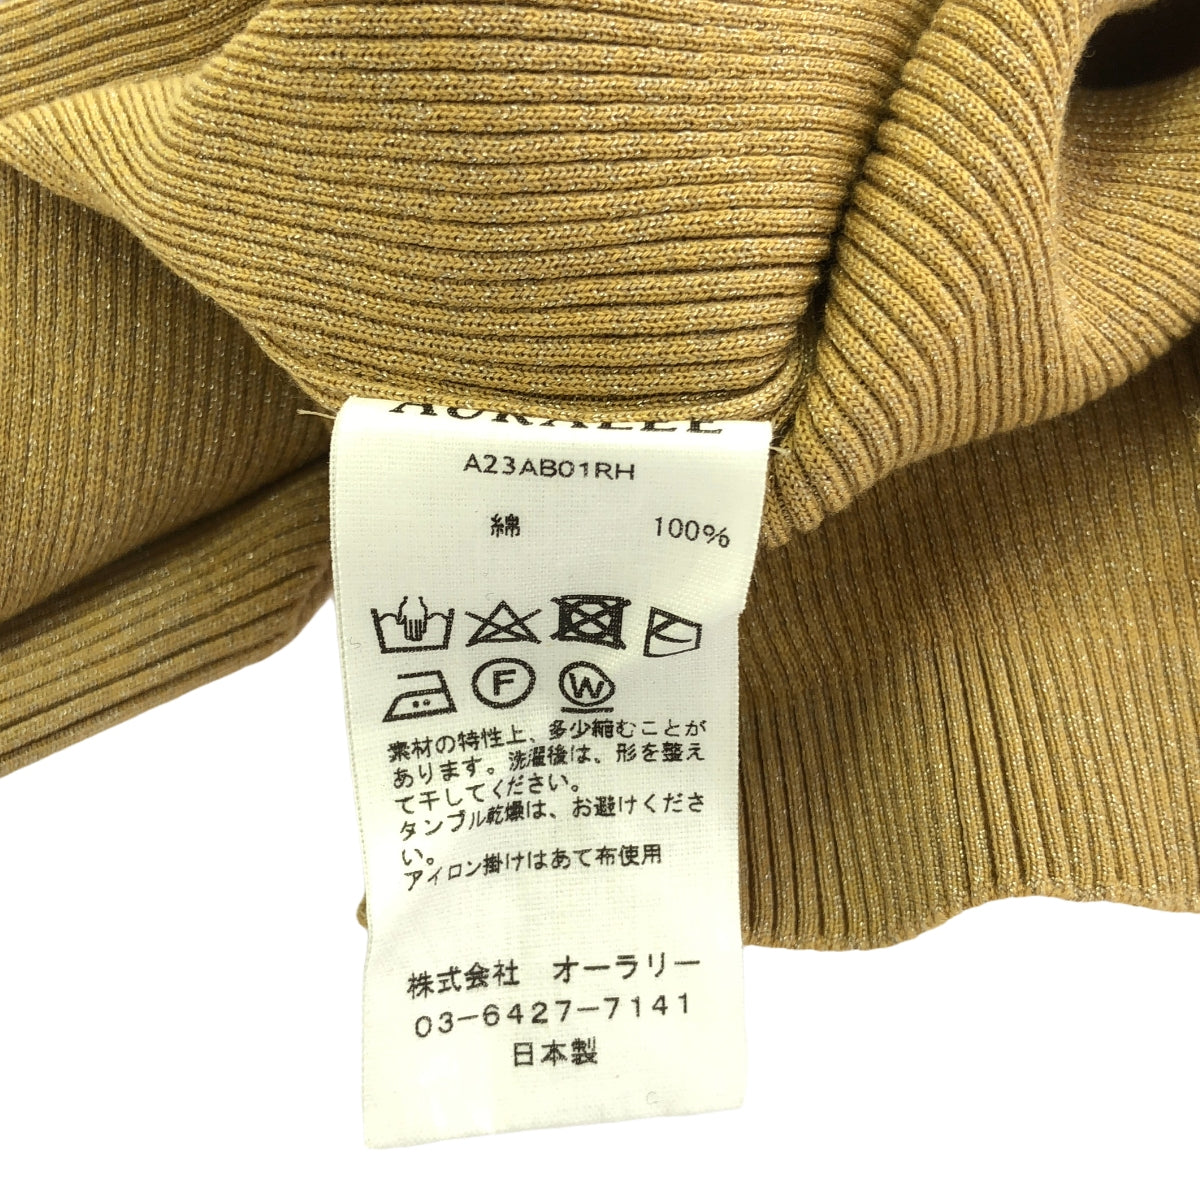 AURALEE
A23AB01RH
綿 100%
F W
素材の特性上、多少縮むことが
あります。洗濯後は、形を整え
て干してください。
タンブル乾燥は、お避けくださ
い。
アイロン掛けはあて布使用
株式会社 オーラリー
03-6427-7141
日本製